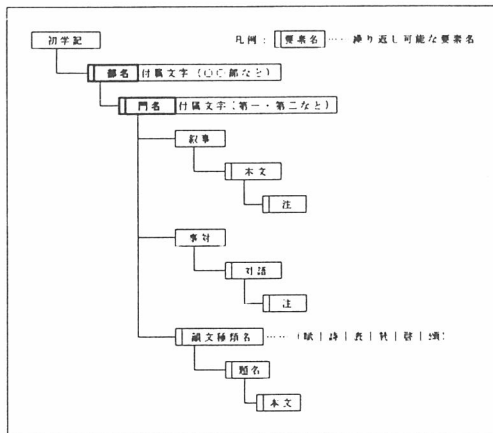 初学記
凡例：要素名 …… 繰り返し可能な要素名
部名 付属文字（〇〇部など）
門名 付属文字（第一・第二など）
叙事
本文
注
事対
対語
注
韻文種類名 ……（賦｜詩｜表｜｜啓｜頌）
題名
本文